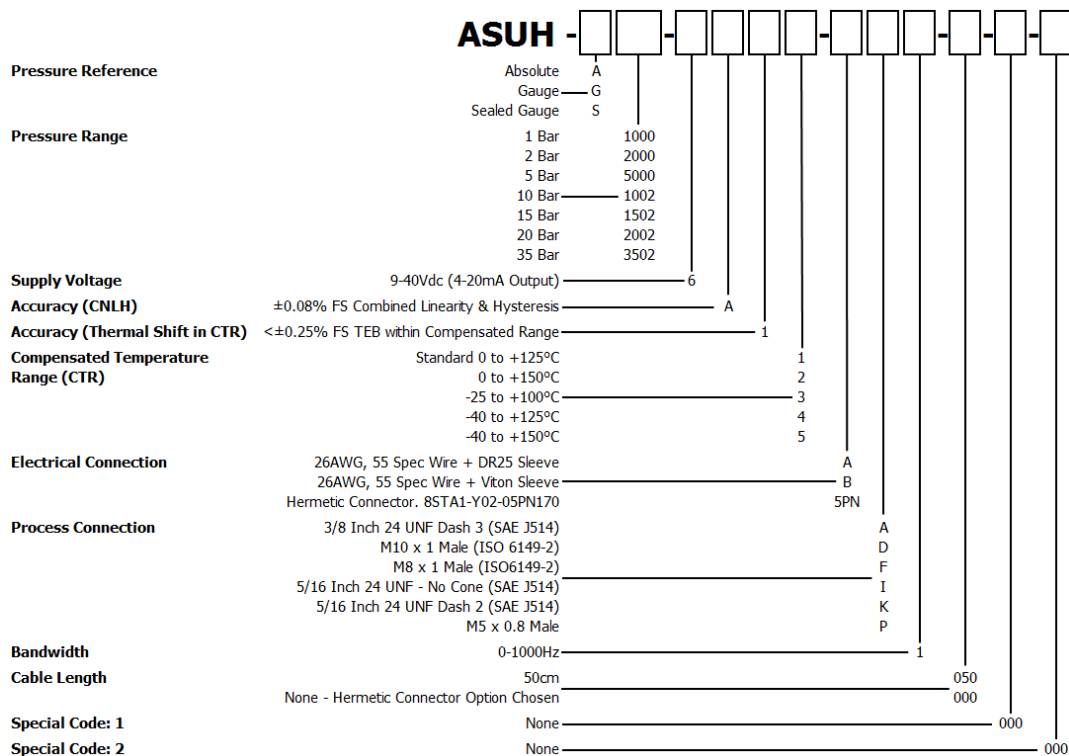 ASUH - - - - - -
Pressure Reference Absolute A
Gauge G
Sealed Gauge S
Pressure Range 1 Bar 1000
2 Bar 2000
5 Bar 5000
10 Bar 1002
15 Bar 1502
20 Bar 2002
35 Bar 3502
Supply Voltage 9-40Vdc (4-20mA Output) 6
Accuracy (CNLH) ±0.08% FS Combined Linearity & Hysteresis A
Accuracy (Thermal Shift in CTR) <±0.25% FS TEB within Compensated Range 1
Compensated Temperature Standard 0 to +125ºC 1
Range (CTR) 0 to +150ºC 2
-25 to +100ºC 3
-40 to +125ºC 4
-40 to +150ºC 5
Electrical Connection 26AWG, 55 Spec Wire + DR25 Sleeve A
26AWG, 55 Spec Wire + Viton Sleeve B
Hermetic Connector. 8STA1-Y02-05PN170 5PN
Process Connection 3/8 Inch 24 UNF Dash 3 (SAE J514) A
M10 x 1 Male (ISO 6149-2) D
M8 x 1 Male (ISO6149-2) F
5/16 Inch 24 UNF - No Cone (SAE J514) I
5/16 Inch 24 UNF Dash 2 (SAE J514) K
M5 x 0.8 Male P
Bandwidth 0-1000Hz 1
Cable Length 50cm 050
None - Hermetic Connector Option Chosen 000
Special Code: 1 None 000
Special Code: 2 None 000